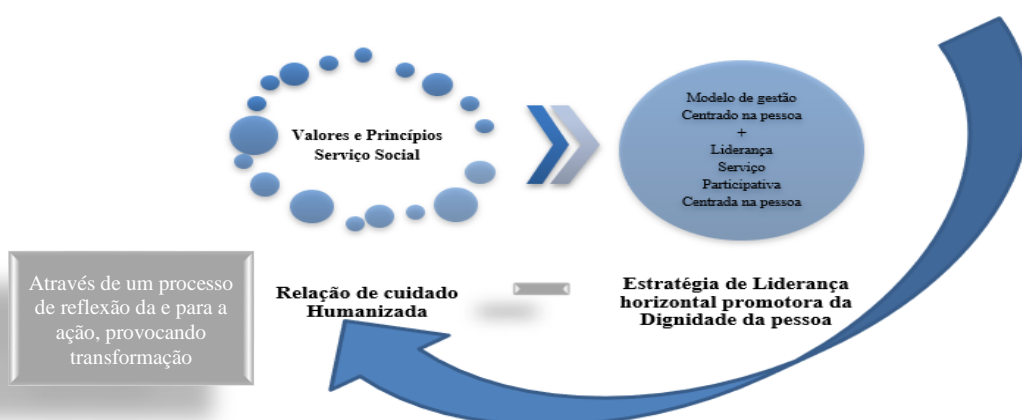 Valores e Princípios
Serviço Social
Modelo de gestão
Centrado na pessoa
+
Liderança
Serviço
Participativa
Centrada na pessoa
Através de um processo
de reflexão da e para a
ação, provocando
transformação
Relação de cuidado
Humanizada
Estratégia de Liderança
horizontal promotora da
Dignidade da pessoa